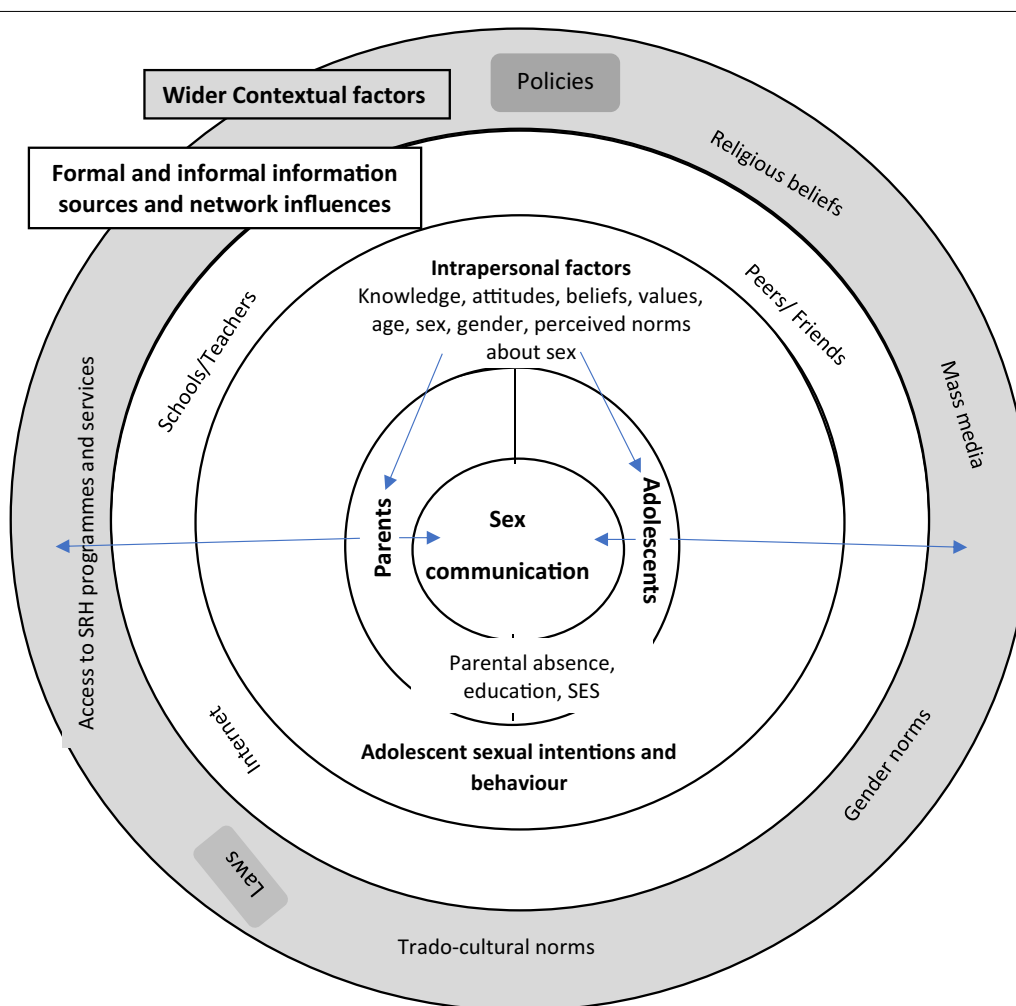 Policies
Wider Contextual factors
Religious beliefs
Formal and informal information
sources and network influences
Intrapersonal factors
Knowledge, attitudes, beliefs, values,
age, sex, gender, perceived norms
about sex
Schools/Teachers
Peers/ Friends
Mass media
Access to SRH programmes and services
Parents
Sex
communication
Adolescents
Parental absence,
education, SES
Internet
Adolescent sexual intentions and
behaviour
Gender norms
Laws
Trado-cultural norms